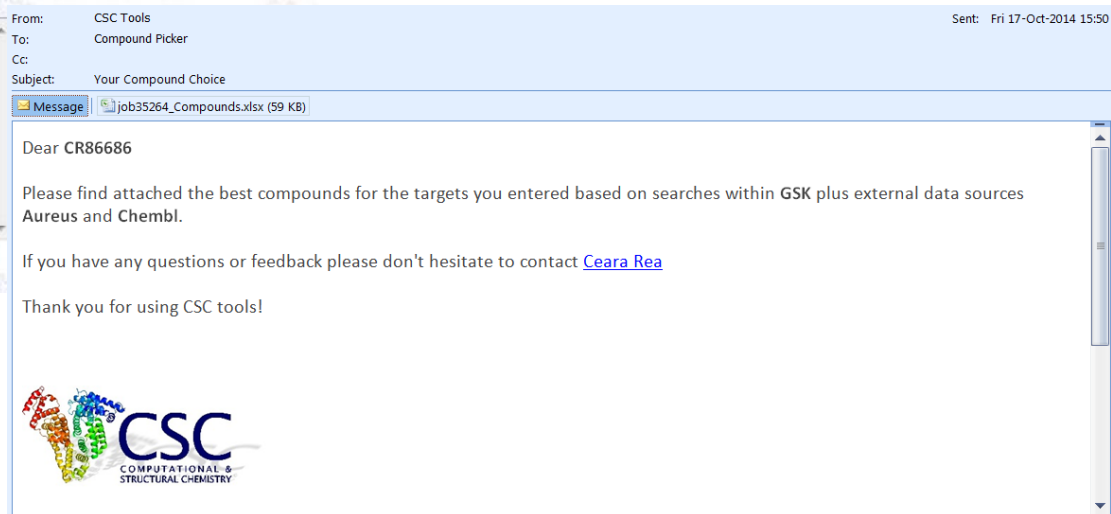 From: CSC Tools Sent: Fri 17-Oct-2014 15:50
To: Compound Picker
Cc:
Subject: Your Compound Choice
Message job35264_Compounds.xlsx (59 KB)
Dear CR86686
Please find attached the best compounds for the targets you entered based on searches within GSK plus external data sources
Aureus and Chembl.
If you have any questions or feedback please don't hesitate to contact Ceara Rea
Thank you for using CSC tools!
CSC
COMPUTATIONAL &
STRUCTURAL CHEMISTRY